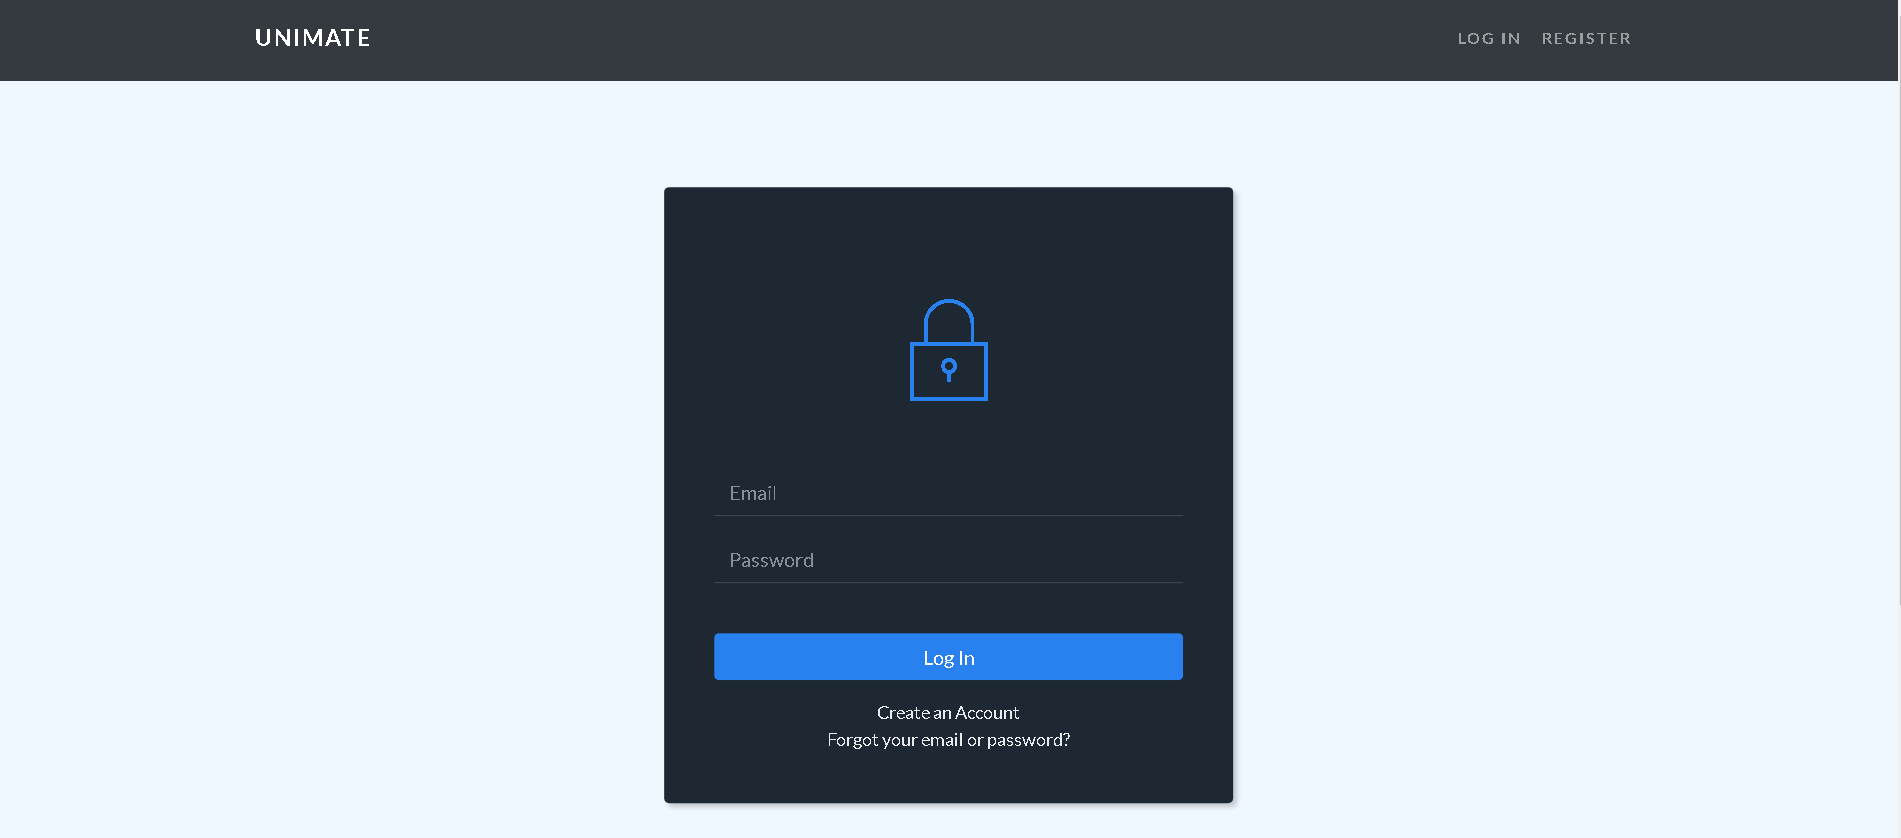 UNIMATE
LOG IN REGISTER
Email
Password
Log In
Create an Account
Forgot your email or password?